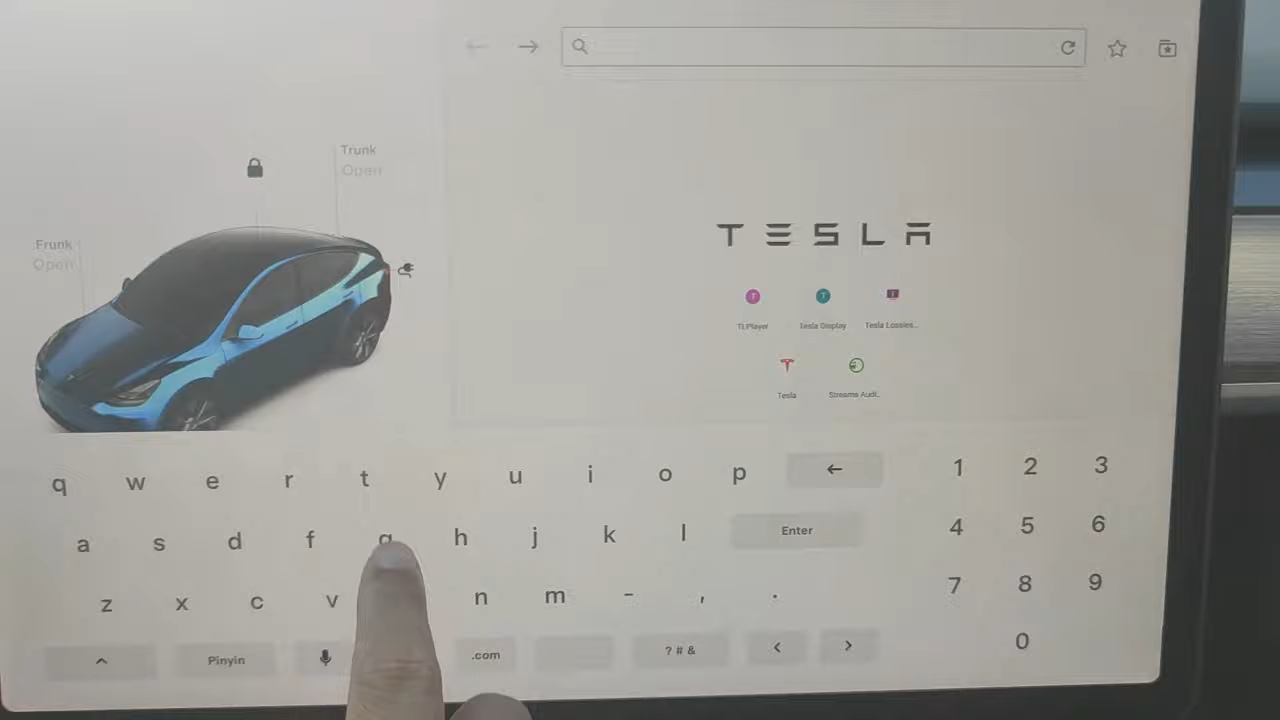 Trunk
Open
Frunk
Open
TESLA
TLPlayer Tesla Display Tesla Lossles...
Tesla Streams Audi...
q w e r t y u i o p ← 1 2 3
a s d f g h j k l Enter 4 5 6
z x c v n m - , . 7 8 9
^ Pinyin .com ? # & < > 0